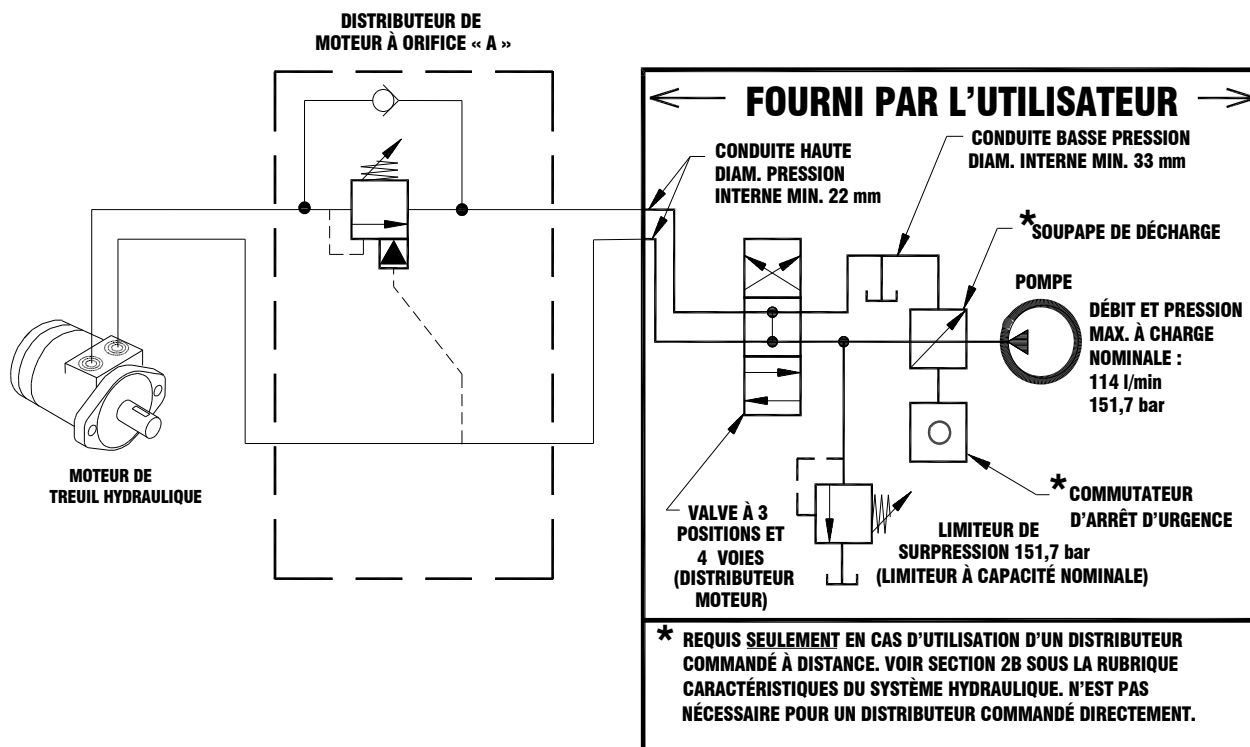 DISTRIBUTEUR DE
MOTEUR À ORIFICE « A »
FOURNI PAR L'UTILISATEUR
CONDUITE HAUTE
DIAM. PRESSION
INTERNE MIN. 22 mm
CONDUITE BASSE PRESSION
DIAM. INTERNE MIN. 33 mm
*SOUPAPE DE DÉCHARGE
POMPE
DÉBIT ET PRESSION
MAX. À CHARGE
NOMINALE :
114 l/min
151,7 bar
MOTEUR DE
TREUIL HYDRAULIQUE
VALVE À 3
POSITIONS ET
4 VOIES
(DISTRIBUTEUR
MOTEUR)
LIMITEUR DE
SURPRESSION 151,7 bar
(LIMITEUR À CAPACITÉ NOMINALE)
*COMMUTATEUR
D'ARRÊT D'URGENCE
* REQUIS SEULEMENT EN CAS D'UTILISATION D'UN DISTRIBUTEUR
COMMANDÉ À DISTANCE. VOIR SECTION 2B SOUS LA RUBRIQUE
CARACTÉRISTIQUES DU SYSTÈME HYDRAULIQUE. N'EST PAS
NÉCESSAIRE POUR UN DISTRIBUTEUR COMMANDÉ DIRECTEMENT.